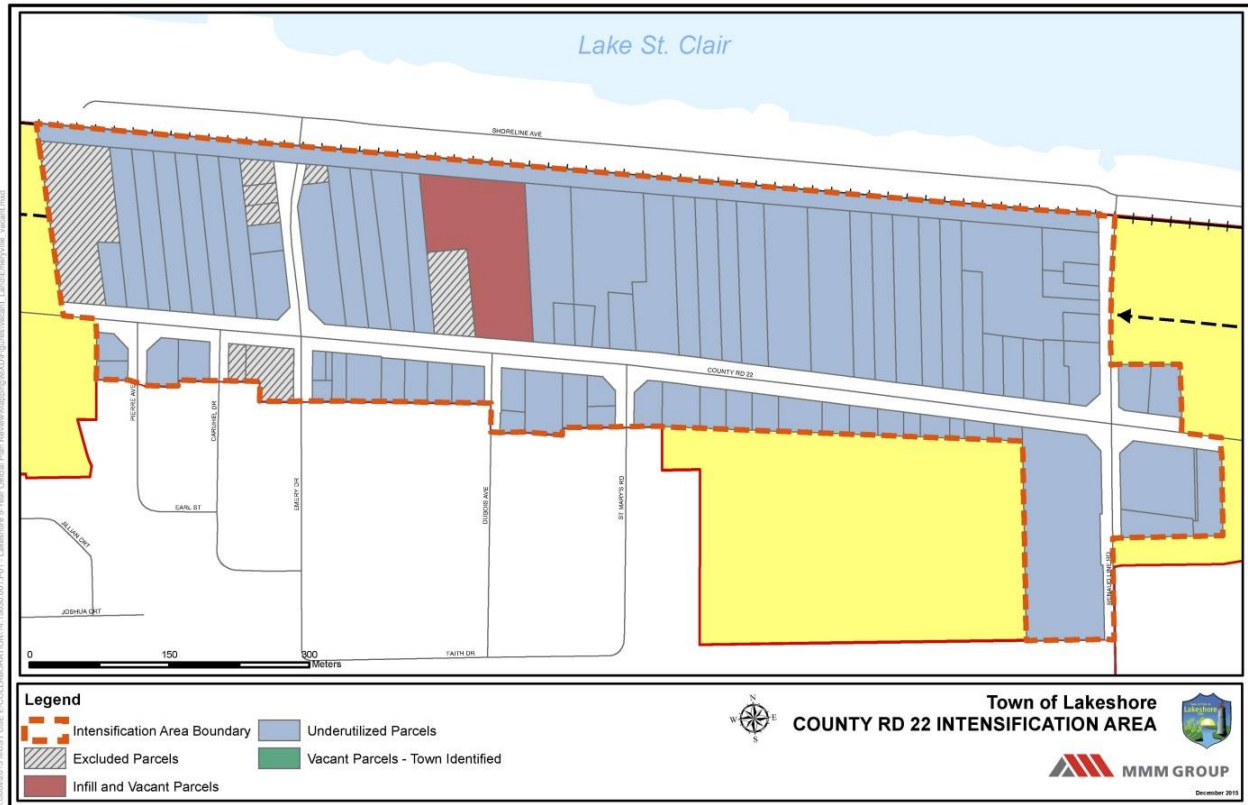 Lake St. Clair
SHORELINE AVE
COUNTY RD 22
PIERRE AVE
CARUHEL DR
EMERY DR
DUBOIS AVE
ST MARY'S RD
RENAUD LINE RD
EARL ST
JILLIAN CRT
JOSHUA CRT
FAITH DR
0 150 300
Meters
Legend
Intensification Area Boundary
Underutilized Parcels
Excluded Parcels
Vacant Parcels - Town Identified
Infill and Vacant Parcels
N
W E
S
Town of Lakeshore
COUNTY RD 22 INTENSIFICATION AREA
Lakeshore
MMM GROUP
December 2015